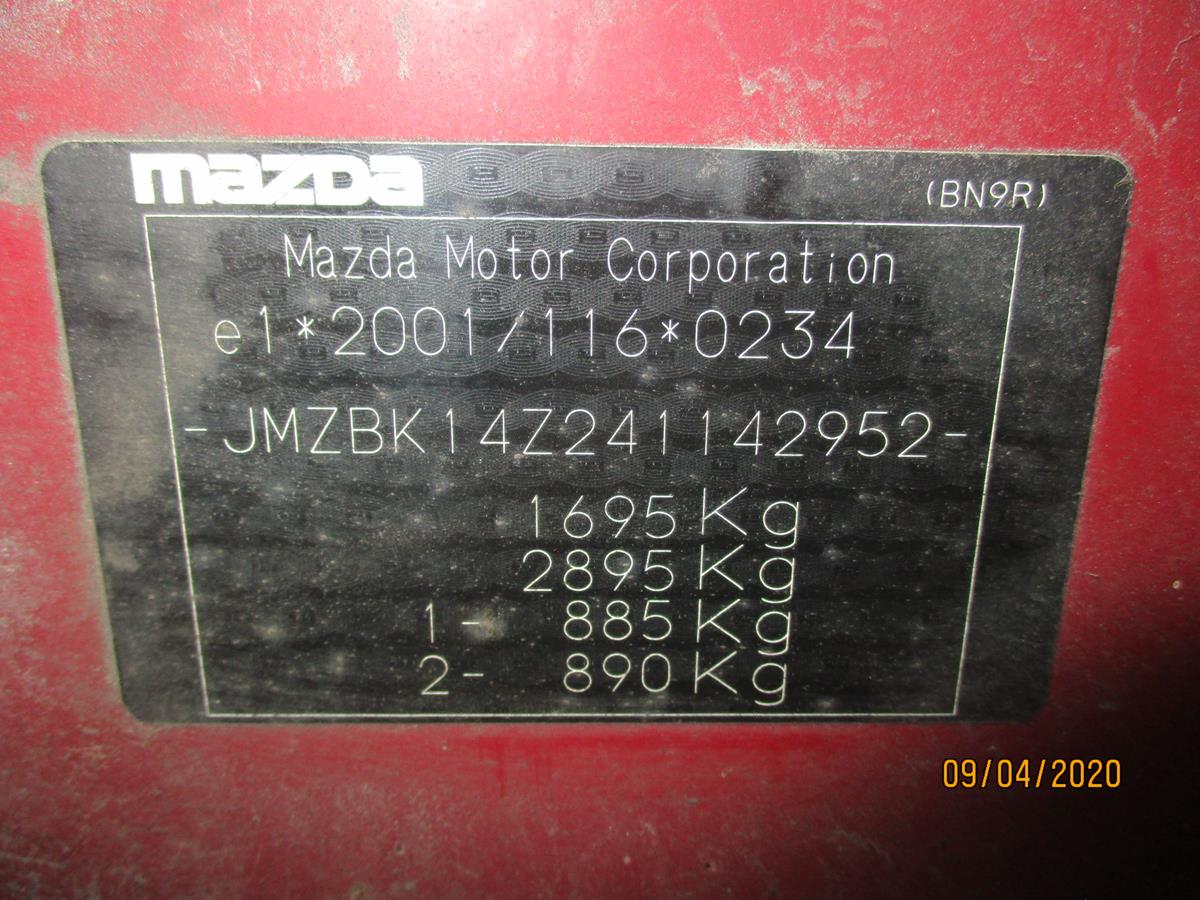 mazda
(BN9R)
Mazda Motor Corporation
e1*2001/116*0234
-JMZBK14Z241142952-
1695Kg
2895Kg
1- 885Kg
2- 890Kg
09/04/2020